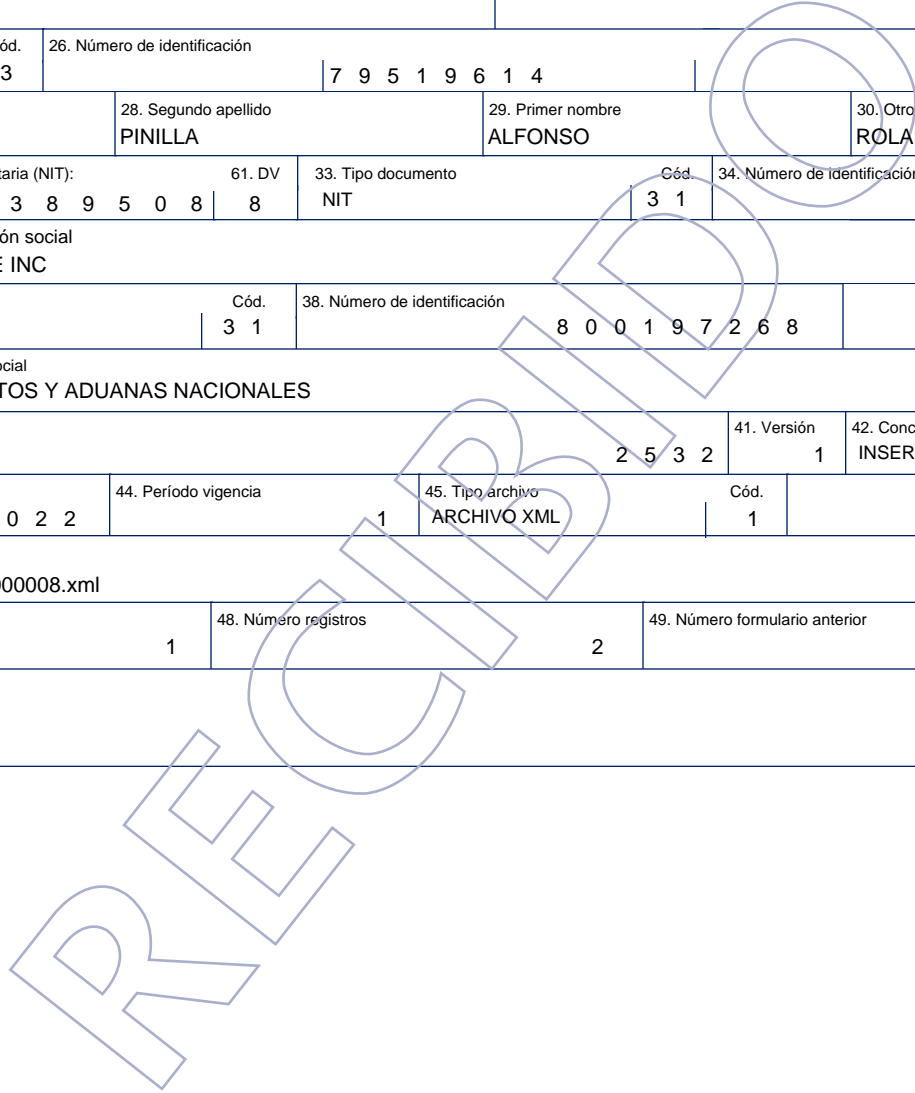 ód. 26. Número de identificación
3 7 9 5 1 9 6 1 4
28. Segundo apellido 29. Primer nombre 30. Otro
PINILLA ALFONSO ROLA
taria (NIT): 61. DV 33. Tipo documento Cód. 34. Número de identificación
3 8 9 5 0 8 8 NIT 3 1
ón social
E INC
Cód. 38. Número de identificación
3 1 8 0 0 1 9 7 2 6 8
ocial
TOS Y ADUANAS NACIONALES
41. Versión 42. Conc
2 5 3 2 1 INSER
44. Período vigencia 45. Tipo archivo Cód.
0 2 2 1 ARCHIVO XML 1
000008.xml
48. Número registros 49. Número formulario anterior
1 2
RECIBIDO